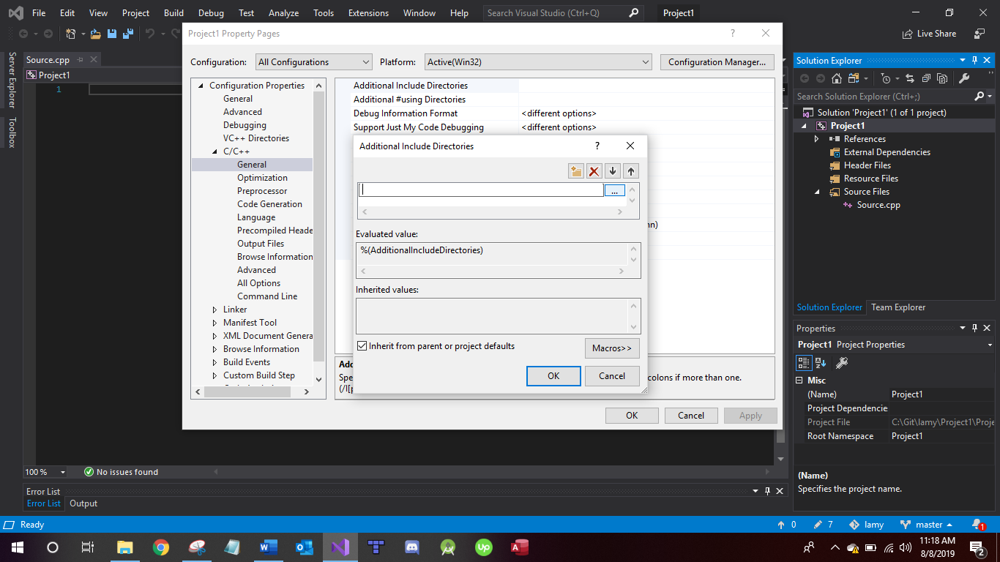 File Edit View Project Build Debug Test Analyze Tools Extensions Window Help Search Visual Studio (Ctrl+Q) Project1
Live Share
Server Explorer
Toolbox
Source.cpp
Project1
1
Project1 Property Pages ?
Configuration: All Configurations Platform: Active(Win32) Configuration Manager...
Configuration Properties
General
Advanced
Debugging
VC++ Directories
C/C++
General
Optimization
Preprocessor
Code Generation
Language
Precompiled Heade
Output Files
Browse Information
Advanced
All Options
Command Line
Linker
Manifest Tool
XML Document Genera
Browse Information
Build Events
Custom Build Step
Additional Include Directories
Additional #using Directories
Debug Information Format <different options>
Support Just My Code Debugging <different options>
nn)
Additional Include Directories ?
...
Evaluated value:
%(AdditionalIncludeDirectories)
Inherited values:
Inherit from parent or project defaults
Macros>>
OK Cancel
Add
Spe colons if more than one.
(/I[p
OK Cancel Apply
Solution Explorer
Search Solution Explorer (Ctrl+;)
Solution 'Project1' (1 of 1 project)
Project1
References
External Dependencies
Header Files
Resource Files
Source Files
Source.cpp
Solution Explorer Team Explorer
Properties
Project1 Project Properties
Misc
(Name) Project1
Project Dependencie
Project File C:\Git\lamy\Project1\Proje
Root Namespace Project1
(Name)
Specifies the project name.
100 % No issues found
Error List
Error List Output
Ready 0 7 lamy master 1
11:18 AM
8/8/2019
2